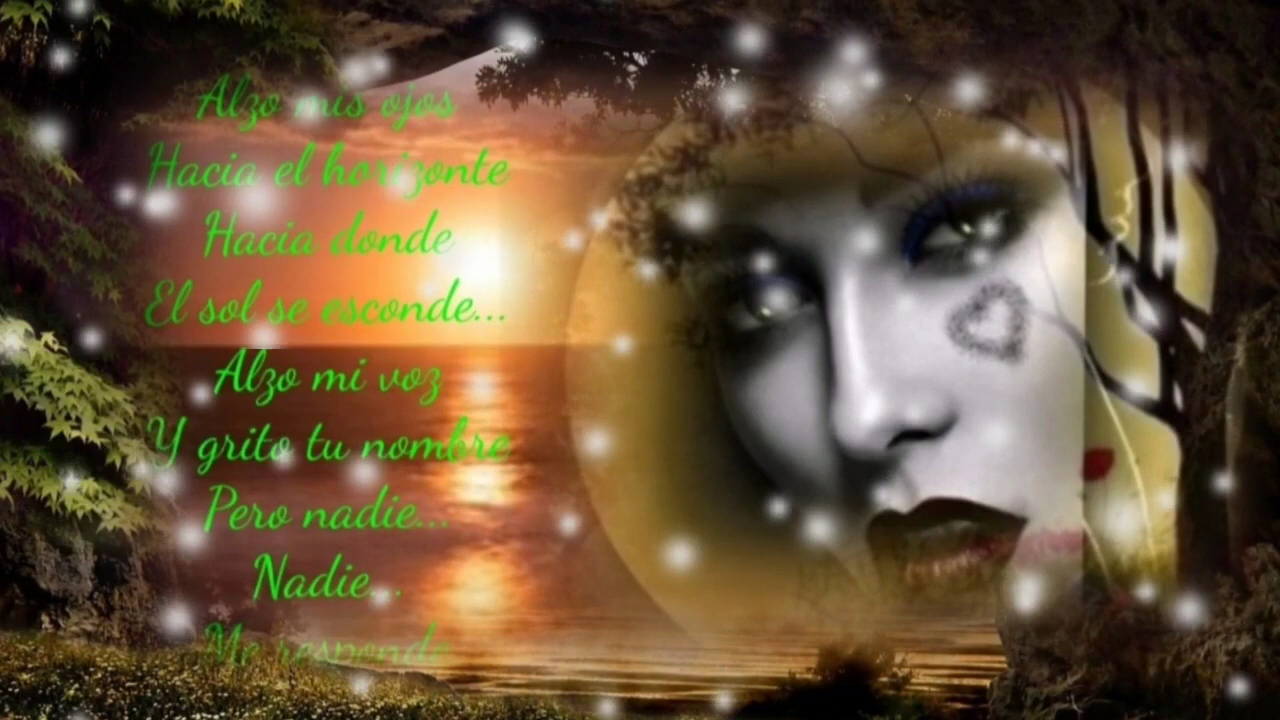 Alzo mis ojos
Hacia el horizonte
Hacia donde
El sol se esconde...
Alzo mi voz
Y grito tu nombre
Pero nadie...
Nadie...
Me responde